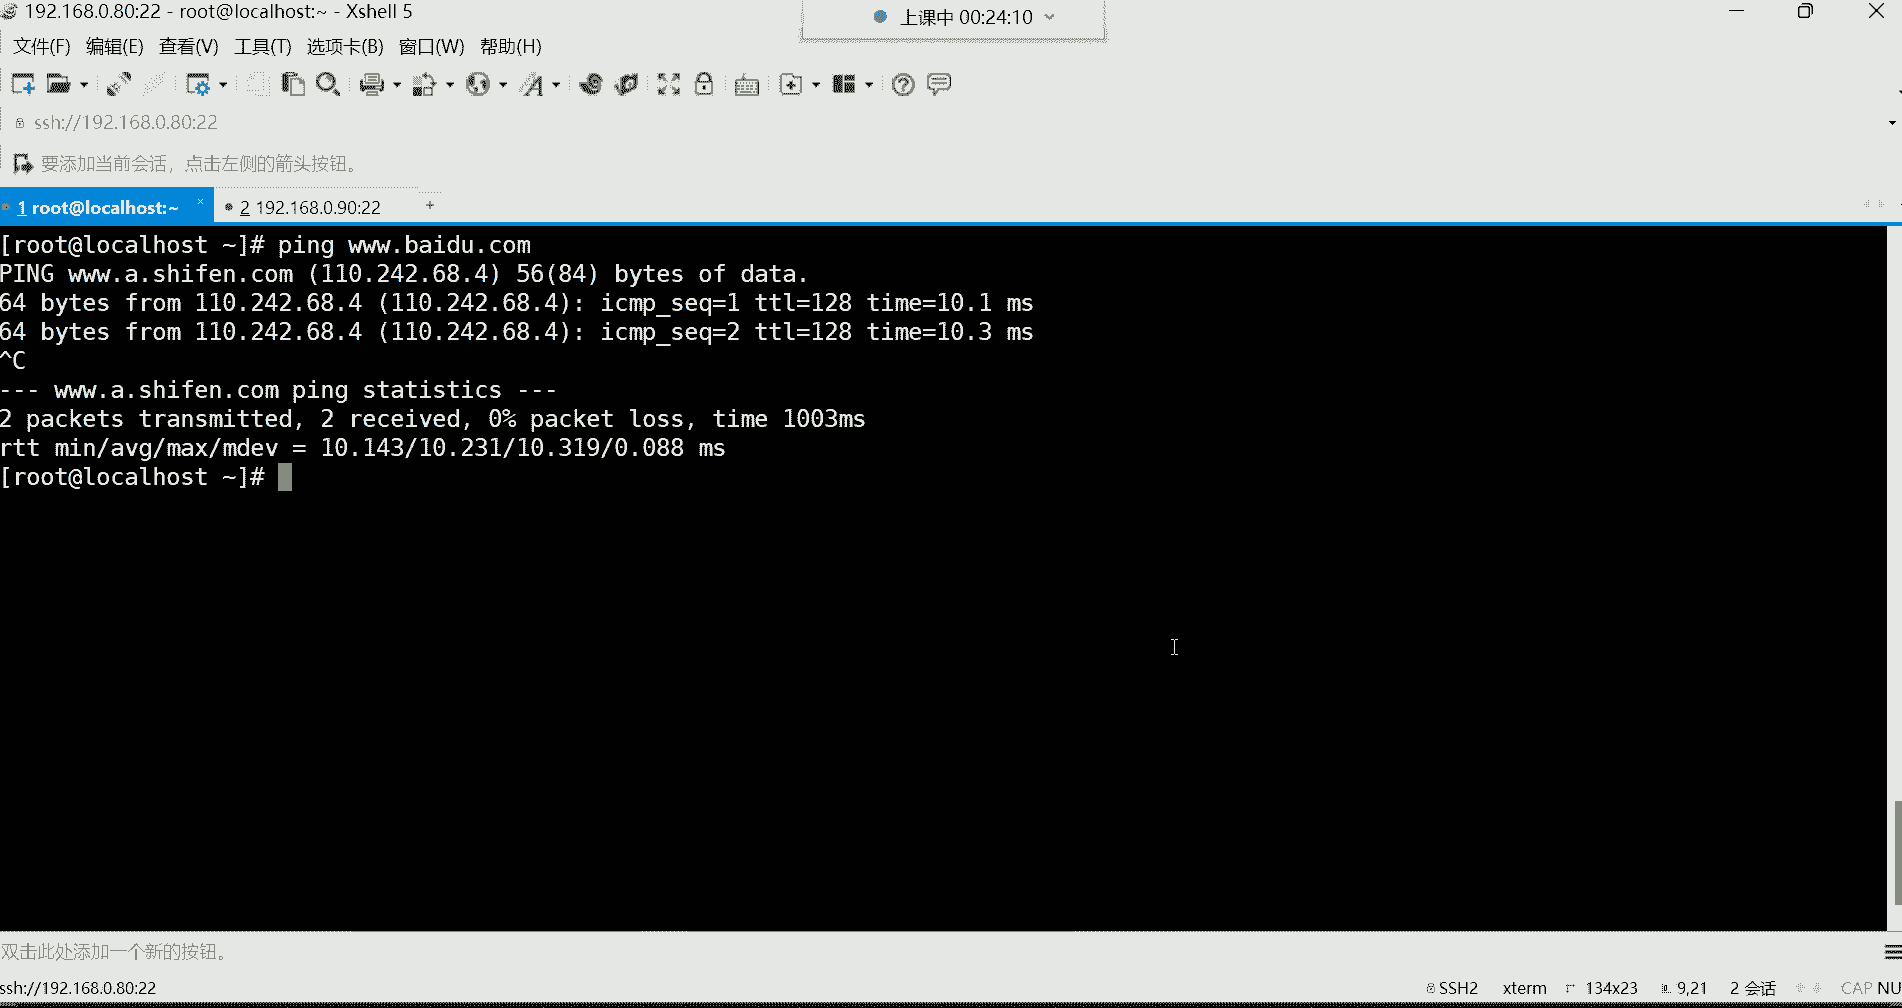 192.168.0.80:22 - root@localhost:~ - Xshell 5
上课中 00:24:10
文件(F) 编辑(E) 查看(V) 工具(T) 选项卡(B) 窗口(W) 帮助(H)
ssh://192.168.0.80:22
要添加当前会话，点击左侧的箭头按钮。
1 root@localhost:~ × 2 192.168.0.90:22 +
[root@localhost ~]# ping www.baidu.com
PING www.a.shifen.com (110.242.68.4) 56(84) bytes of data.
64 bytes from 110.242.68.4 (110.242.68.4): icmp_seq=1 ttl=128 time=10.1 ms
64 bytes from 110.242.68.4 (110.242.68.4): icmp_seq=2 ttl=128 time=10.3 ms
^C
--- www.a.shifen.com ping statistics ---
2 packets transmitted, 2 received, 0% packet loss, time 1003ms
rtt min/avg/max/mdev = 10.143/10.231/10.319/0.088 ms
[root@localhost ~]#
双击此处添加一个新的按钮。
ssh://192.168.0.80:22 SSH2 xterm 134x23 9,21 2 会话 CAP NU